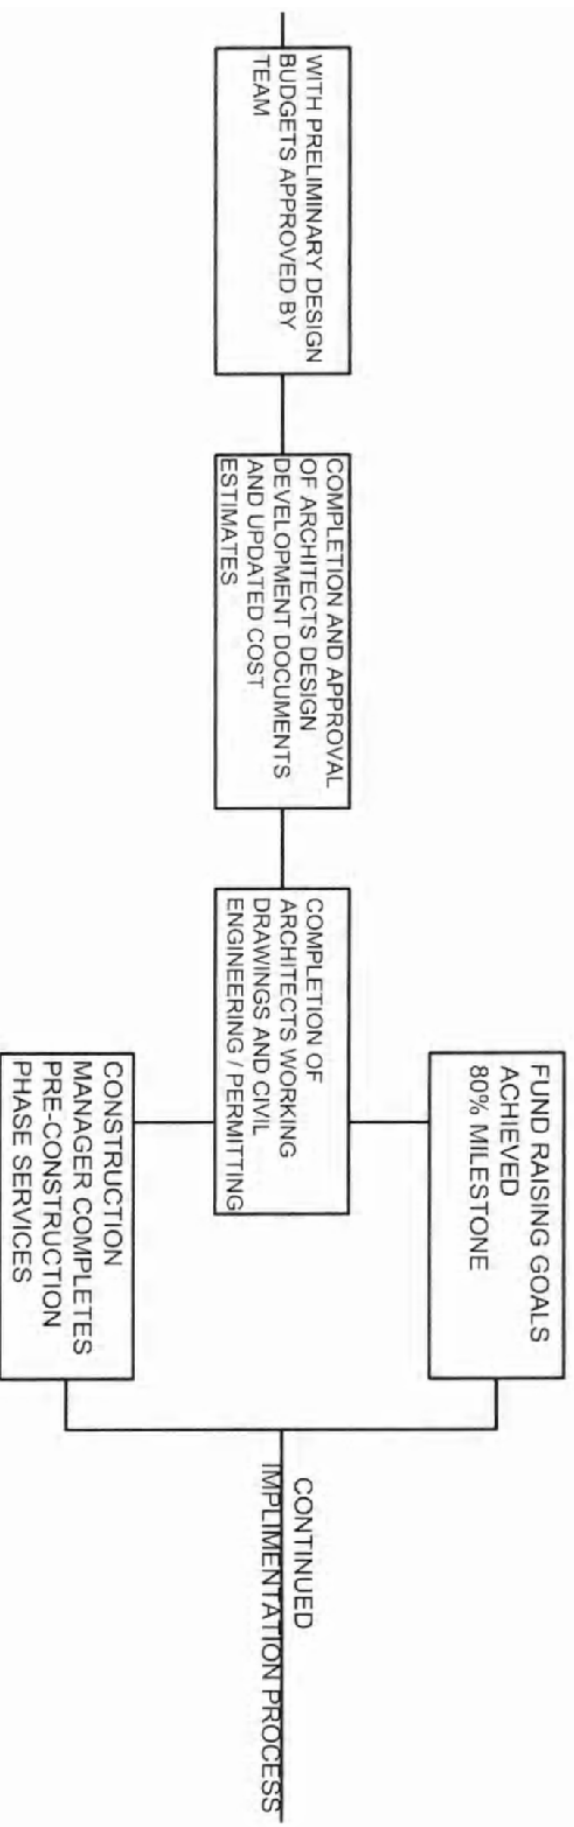 WITH PRELIMINARY DESIGN
BUDGETS APPROVED BY
TEAM
COMPLETION AND APPROVAL
OF ARCHITECTS DESIGN
DEVELOPMENT DOCUMENTS
AND UPDATED COST
ESTIMATES
COMPLETION OF
ARCHITECTS WORKING
DRAWINGS AND CIVIL
ENGINEERING / PERMITTING
FUND RAISING GOALS
ACHIEVED
80% MILESTONE
CONSTRUCTION
MANAGER COMPLETES
PRE-CONSTRUCTION
PHASE SERVICES
CONTINUED
IMPLIMENTATION PROCESS